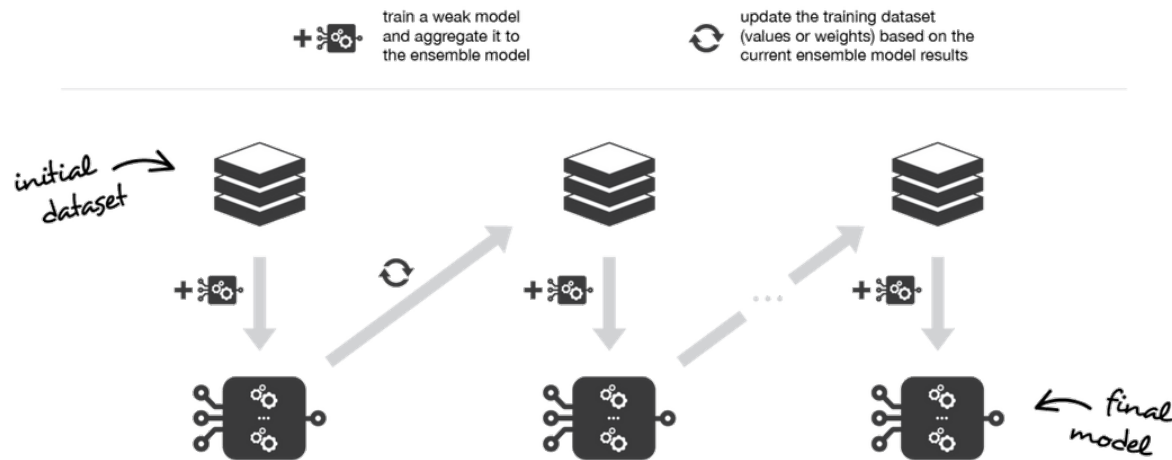 train a weak model
and aggregate it to
the ensemble model
update the training dataset
(values or weights) based on the
current ensemble model results
initial
dataset
final
model